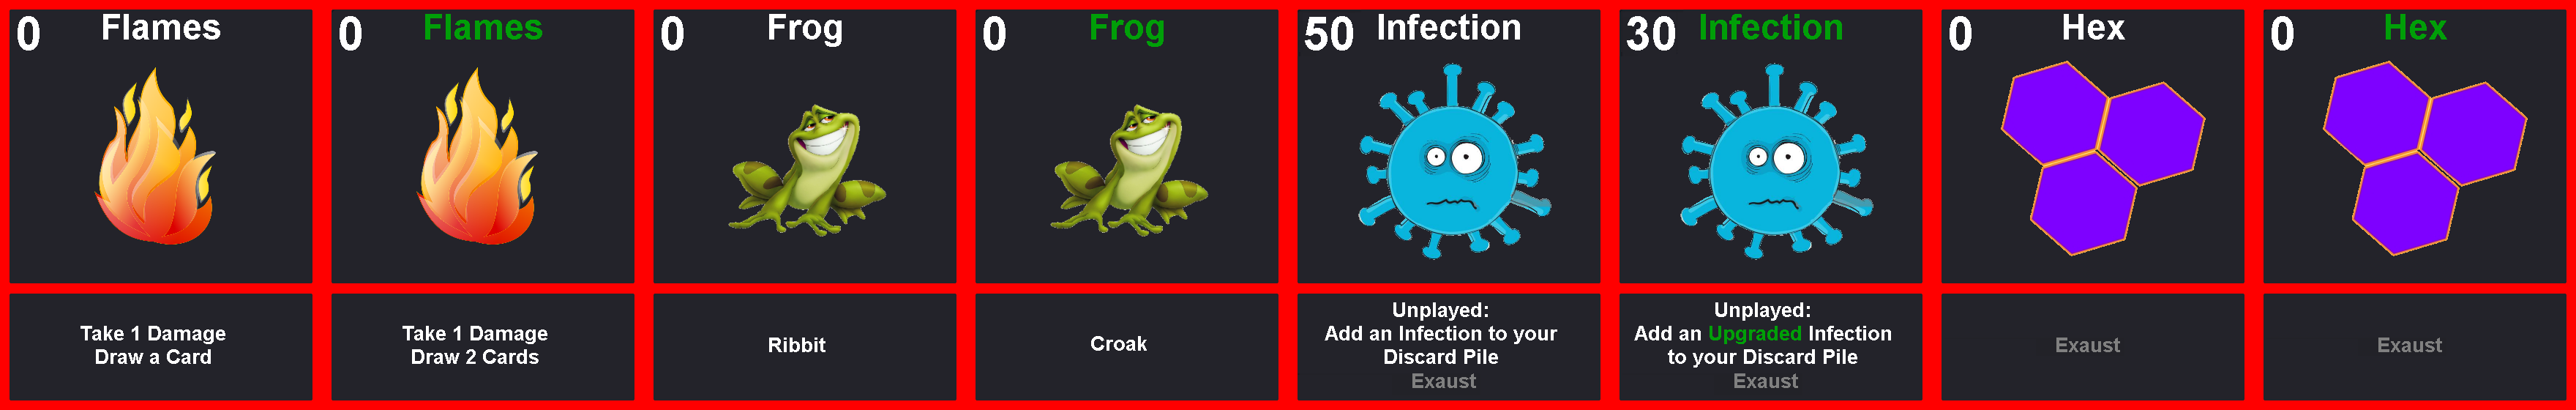 0 Flames
Take 1 Damage
Draw a Card
0 Flames
Take 1 Damage
Draw 2 Cards
0 Frog
Ribbit
0 Frog
Croak
50 Infection
Unplayed:
Add an Infection to your
Discard Pile
Exaust
30 Infection
Unplayed:
Add an Upgraded Infection
to your Discard Pile
Exaust
0 Hex
Exaust
0 Hex
Exaust